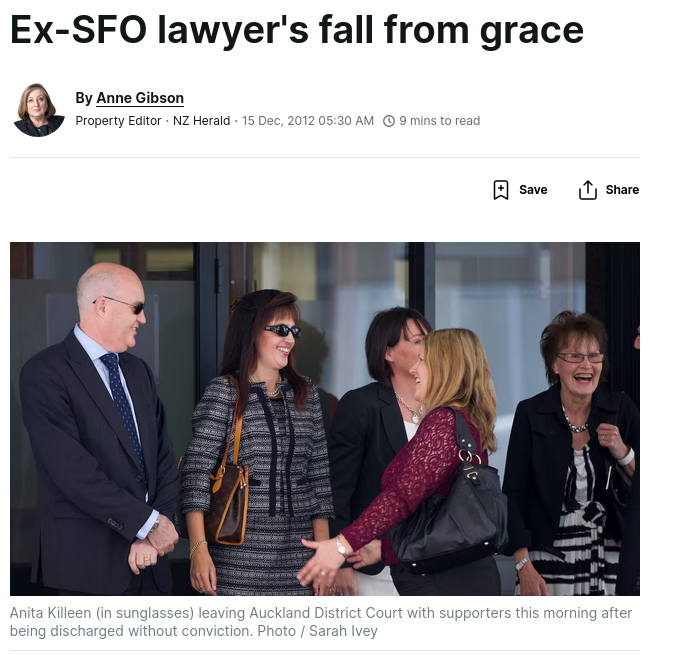 Ex-SFO lawyer's fall from grace
By Anne Gibson
Property Editor · NZ Herald · 15 Dec, 2012 05:30 AM 9 mins to read
Save Share
Anita Killeen (in sunglasses) leaving Auckland District Court with supporters this morning after
being discharged without conviction. Photo / Sarah Ivey